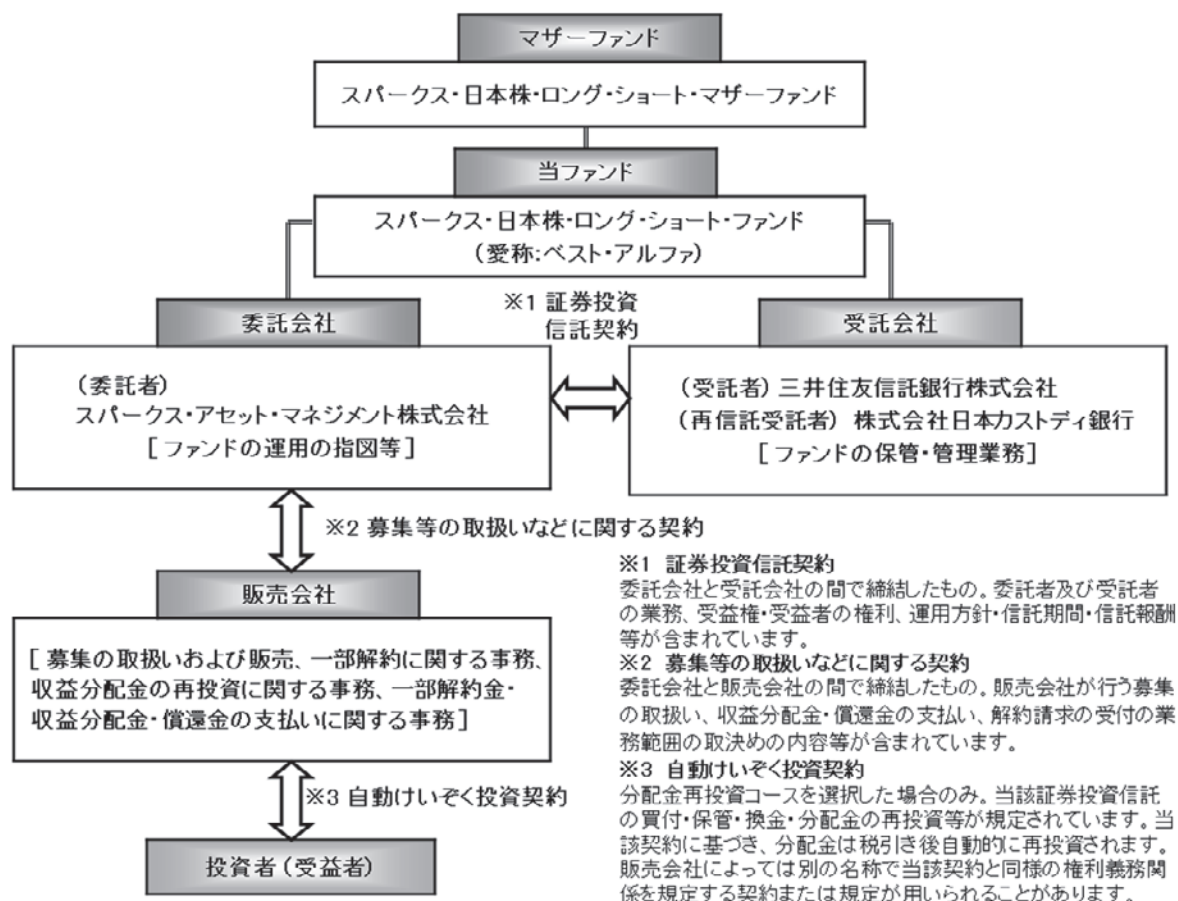 マザーファンド
スパークス・日本株・ロング・ショート・マザーファンド
当ファンド
スパークス・日本株・ロング・ショート・ファンド
(愛称:ベスト・アルファ)
※1 証券投資
信託契約
委託会社
(委託者)
スパークス・アセット・マネジメント株式会社
[ファンドの運用の指図等]
受託会社
(受託者) 三井住友信託銀行株式会社
(再信託受託者) 株式会社日本カストディ銀行
[ファンドの保管・管理業務]
※2 募集等の取扱いなどに関する契約
販売会社
[ 募集の取扱いおよび販売、一部解約に関する事務、
収益分配金の再投資に関する事務、一部解約金・
収益分配金・償還金の支払いに関する事務]
※3 自動けいぞく投資契約
投資者(受益者)
※1 証券投資信託契約
委託会社と受託会社の間で締結したもの。委託者及び受託者
の業務、受益権・受益者の権利、運用方針・信託期間・信託報酬
等が含まれています。
※2 募集等の取扱いなどに関する契約
委託会社と販売会社の間で締結したもの。販売会社が行う募集
の取扱い、収益分配金・償還金の支払い、解約請求の受付の業
務範囲の取決めの内容等が含まれています。
※3 自動けいぞく投資契約
分配金再投資コースを選択した場合のみ。当該証券投資信託
の買付・保管・換金・分配金の再投資等が規定されています。当
該契約に基づき、分配金は税引き後自動的に再投資されます。
販売会社によっては別の名称で当該契約と同様の権利義務関
係を規定する契約または規定が用いられることがあります。